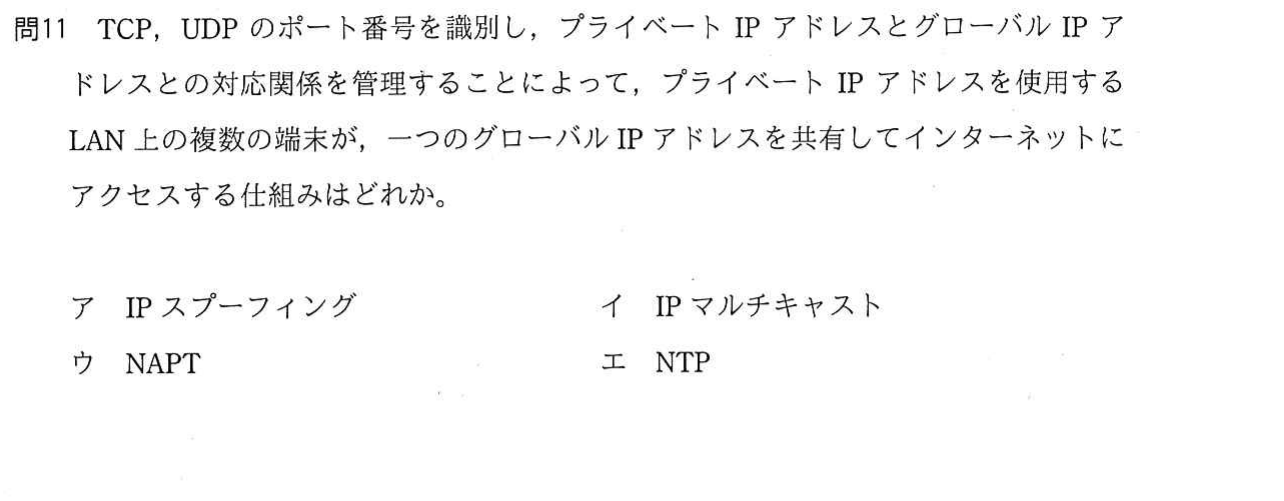 問11 TCP，UDP のポート番号を識別し，プライベート IP アドレスとグローバル IP ア
ドレスとの対応関係を管理することによって，プライベート IP アドレスを使用する
LAN 上の複数の端末が，一つのグローバル IP アドレスを共有してインターネットに
アクセスする仕組みはどれか。
ア IP スプーフィング イ IP マルチキャスト
ウ NAPT エ NTP